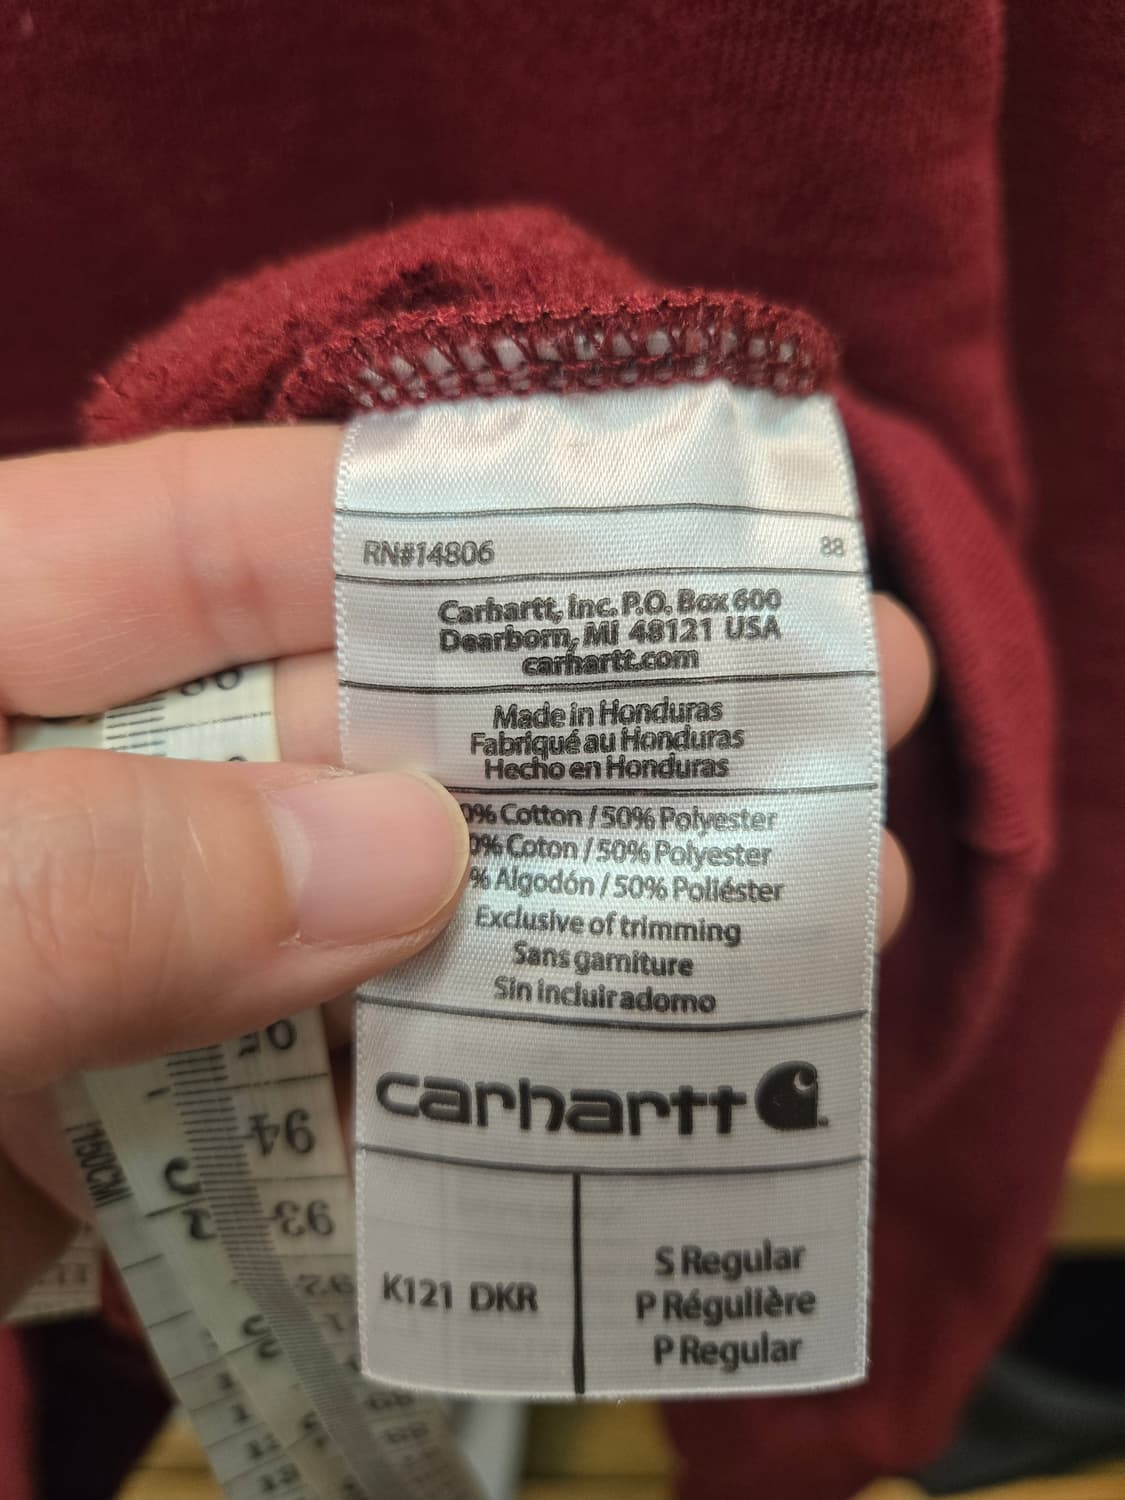 RN#14806 88
Carhartt, Inc. P.O. Box 600
Dearborn, MI 48121 USA
carhartt.com
Made in Honduras
Fabriqué au Honduras
Hecho en Honduras
0% Cotton / 50% Polyester
0% Coton / 50% Polyester
% Algodón / 50% Poliéster
Exclusive of trimming
Sans garniture
Sin incluir adorno
carhartt
K121 DKR
S Regular
P Régulière
P Regular
94
93